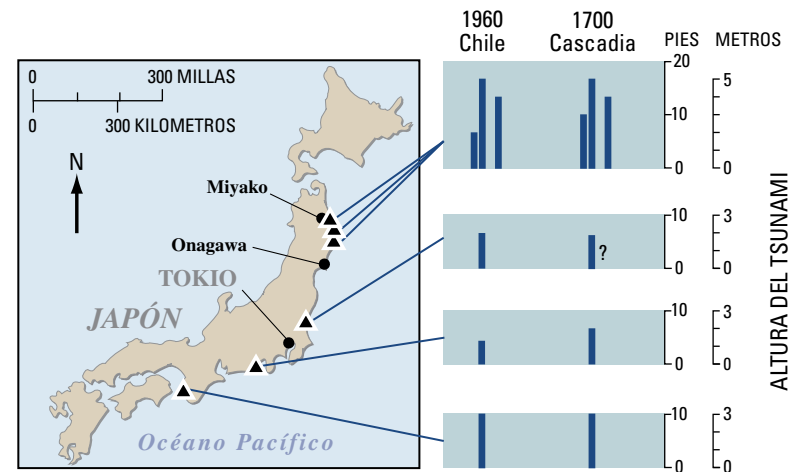 1960
Chile
1700
Cascadia
PIES
METROS
0
300 MILLAS
0
300 KILOMETROS
N
Miyako
Onagawa
TOKIO
JAPÓN
Océano Pacífico
20
10
0
5
0
10
0
3
0
?
10
0
3
0
10
0
3
0
ALTURA DEL TSUNAMI